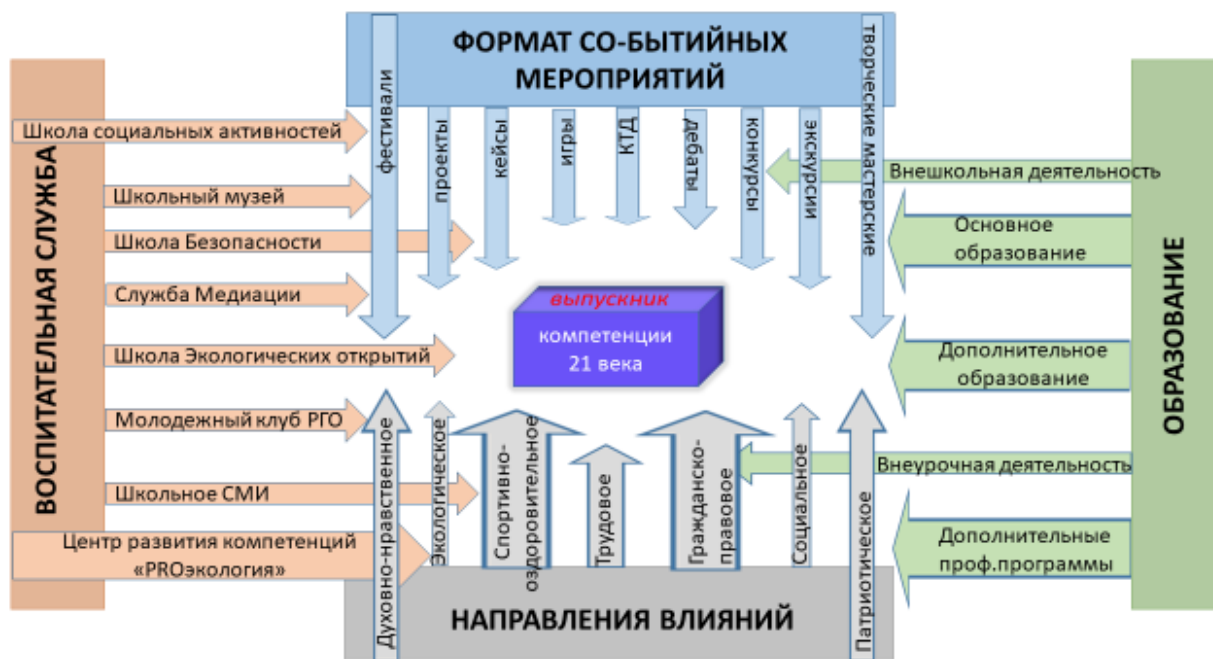 ФОРМАТ СО-БЫТИЙНЫХ
МЕРОПРИЯТИЙ
фестивали
проекты
кейсы
игры
КТД
дебаты
конкурсы
экскурсии
творческие мастерские
ВОСПИТАТЕЛЬНАЯ СЛУЖБА
Школа социальных активностей
Школьный музей
Школа Безопасности
Служба Медиации
Школа Экологических открытий
Молодежный клуб РГО
Школьное СМИ
Центр развития компетенций
«PROэкология»
выпускник
компетенции
21 века
ОБРАЗОВАНИЕ
Внешкольная деятельность
Основное
образование
Дополнительное
образование
Внеурочная деятельность
Дополнительные
проф.программы
Духовно-нравственное
Экологическое
Спортивно-
оздоровительное
Трудовое
Гражданско-
правовое
Социальное
Патриотическое
НАПРАВЛЕНИЯ ВЛИЯНИЙ